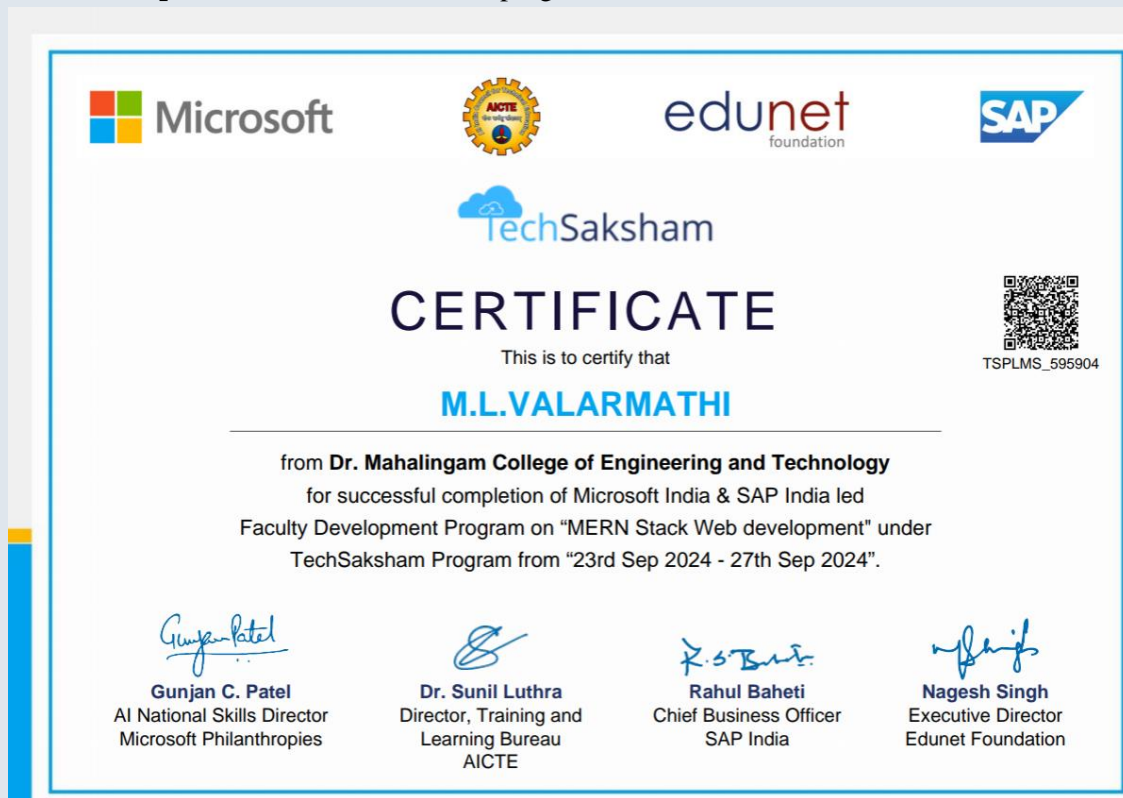 Microsoft
AICTE
edunet
foundation
SAP
TechSaksham
CERTIFICATE
TSPLMS_595904
This is to certify that
M.L.VALARMATHI
from Dr. Mahalingam College of Engineering and Technology
for successful completion of Microsoft India & SAP India led
Faculty Development Program on “MERN Stack Web development" under
TechSaksham Program from “23rd Sep 2024 - 27th Sep 2024”.
Gunjan Patel
Gunjan C. Patel
AI National Skills Director
Microsoft Philanthropies
Dr. Sunil Luthra
Director, Training and
Learning Bureau
AICTE
Rahul Baheti
Chief Business Officer
SAP India
Nagesh Singh
Executive Director
Edunet Foundation